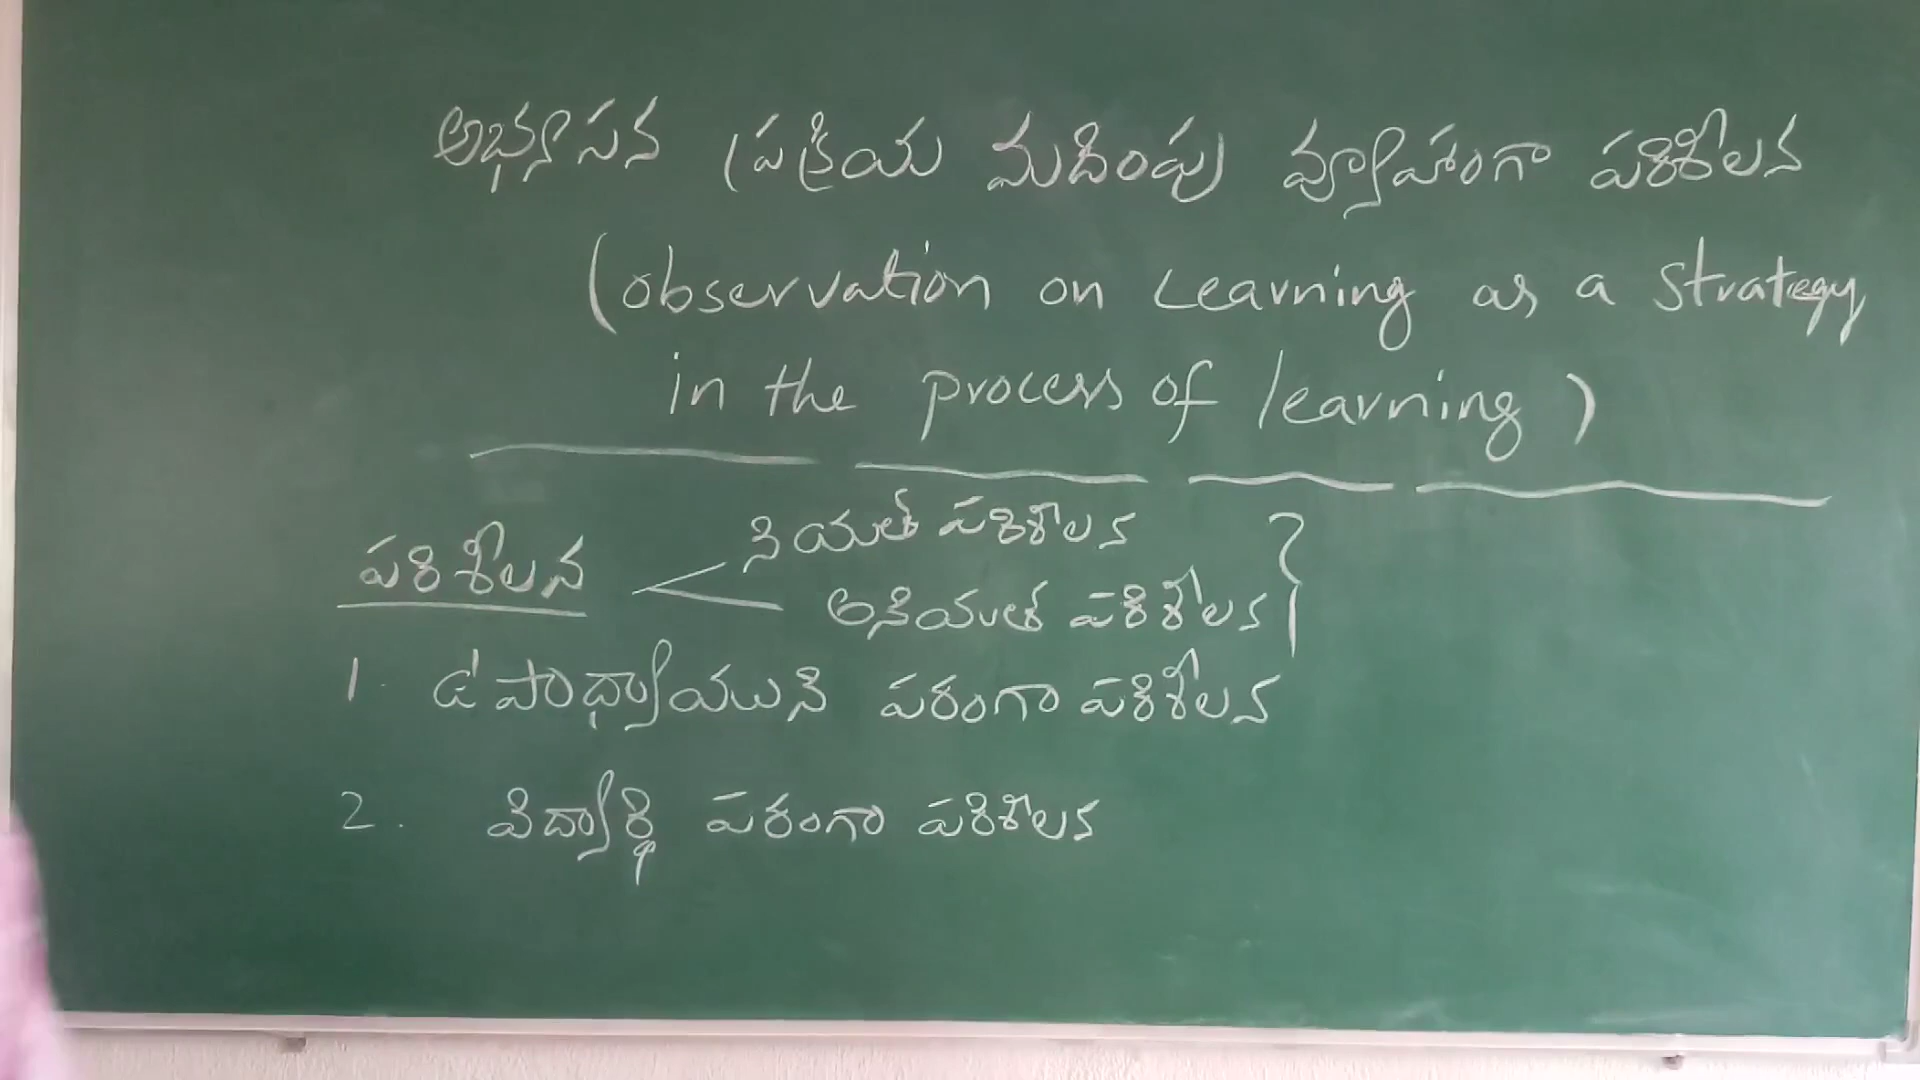 అభ్యసన ప్రక్రియ మదింపు వ్యూహంగా పరిశీలన
(observation on Learning as a strategy
in the process of learning)
నియత పరిశీలన
పరిశీలన
అనియత పరిశీలన
1. ఉపాధ్యాయుని పరంగా పరిశీలన
2. విద్యార్థి పరంగా పరిశీలన